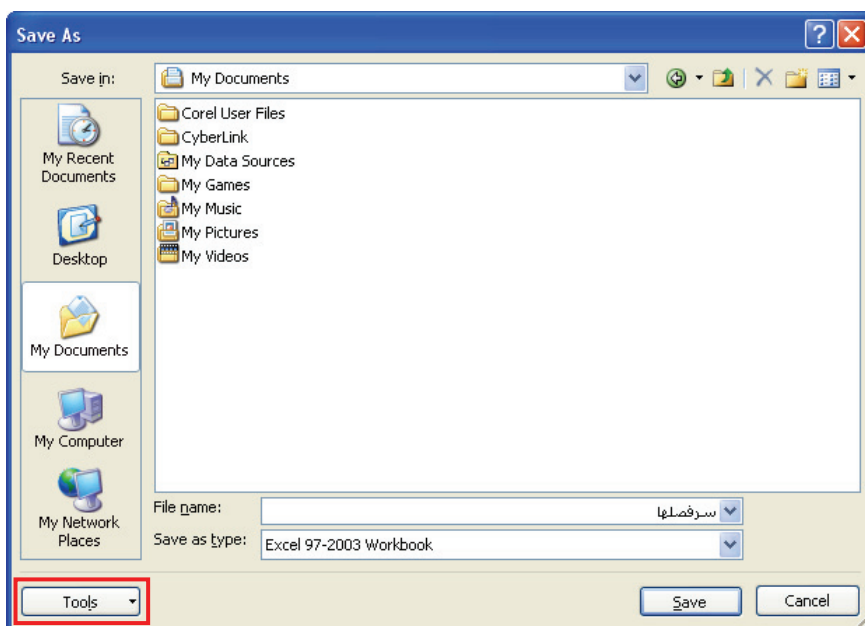 Save As
Save in:
My Documents
My Recent
Documents
Desktop
My Documents
My Computer
My Network
Places
Corel User Files
CyberLink
My Data Sources
My Games
My Music
My Pictures
My Videos
File name:
سرفصلها
Save as type:
Excel 97-2003 Workbook
Tools
Save
Cancel